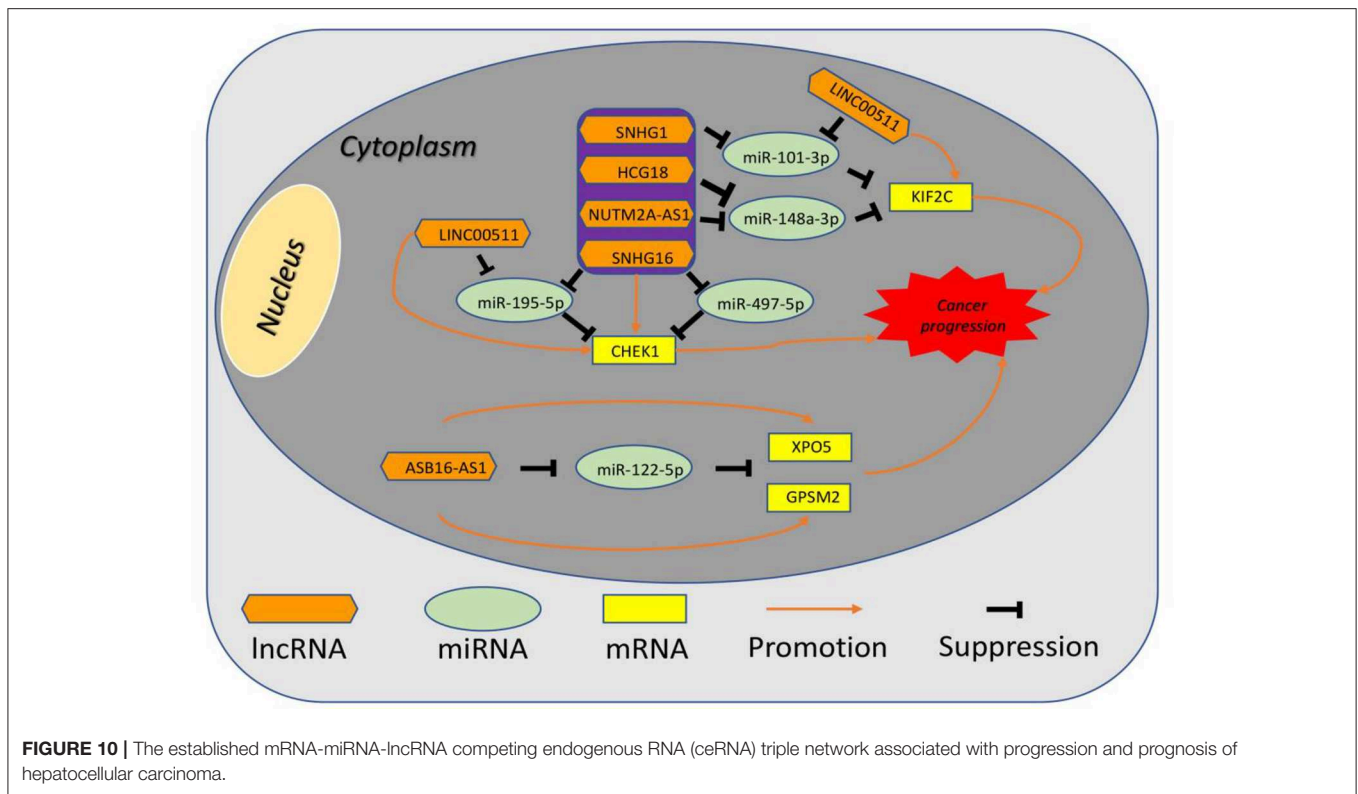 Cytoplasm
Nucleus
LINC00511
SNHG1
HCG18
NUTM2A-AS1
SNHG16
miR-101-3p
miR-148a-3p
KIF2C
LINC00511
miR-195-5p
miR-497-5p
CHEK1
Cancer
progression
ASB16-AS1
miR-122-5p
XPO5
GPSM2
lncRNA
miRNA
mRNA
Promotion
Suppression
FIGURE 10 | The established mRNA-miRNA-lncRNA competing endogenous RNA (ceRNA) triple network associated with progression and prognosis of
hepatocellular carcinoma.